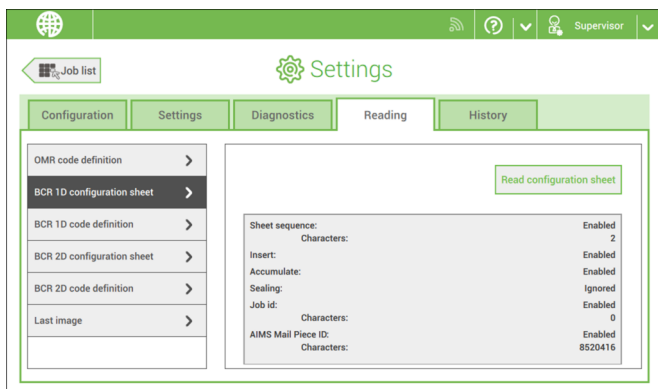 Supervisor
Job list
Settings
Configuration
Settings
Diagnostics
Reading
History
OMR code definition
BCR 1D configuration sheet
BCR 1D code definition
BCR 2D configuration sheet
BCR 2D code definition
Last image
Read configuration sheet
Sheet sequence: Enabled
Characters: 2
Insert: Enabled
Accumulate: Enabled
Sealing: Ignored
Job id: Enabled
Characters: 0
AIMS Mail Piece ID: Enabled
Characters: 8520416